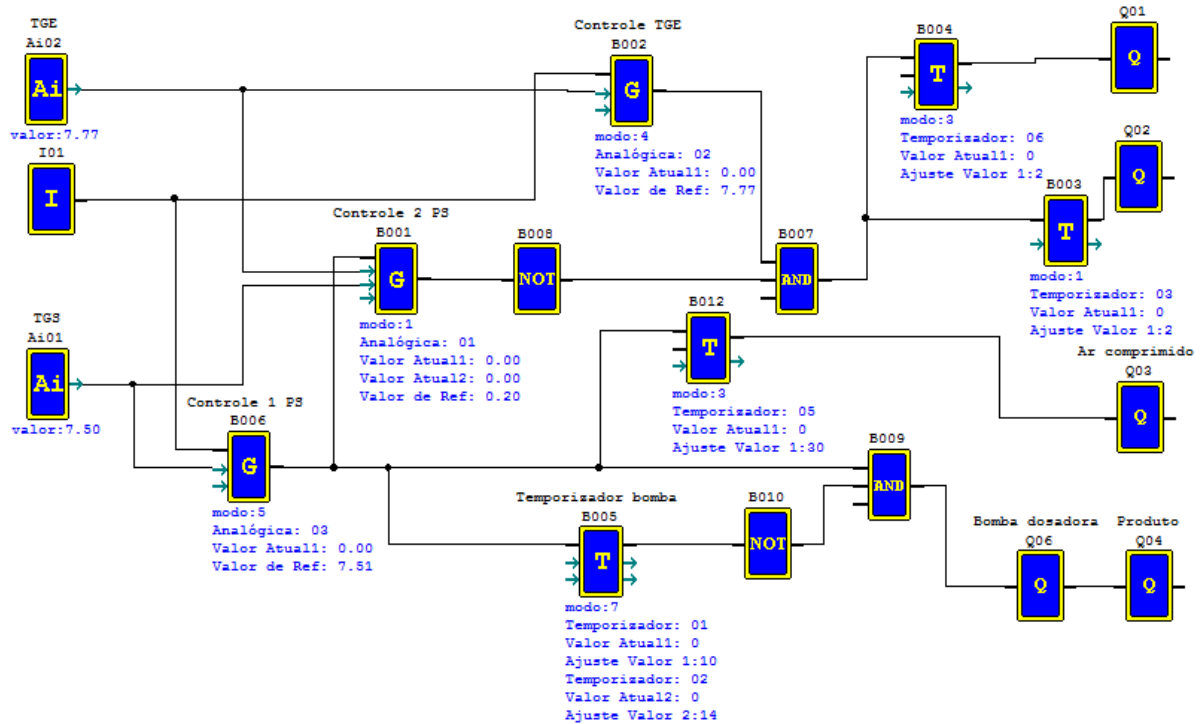 TGE
Ai02
Ai
valor:7.77
I01
I
Controle TGE
B002
G
modo:4
Analógica: 02
Valor Atual1: 0.00
Valor de Ref: 7.77
B004
T
modo:3
Temporizador: 06
Valor Atual1: 0
Ajuste Valor 1:2
Q01
Q
Q02
Q
B003
T
modo:1
Temporizador: 03
Valor Atual1: 0
Ajuste Valor 1:2
Controle 2 PS
B001
G
modo:1
Analógica: 01
Valor Atual1: 0.00
Valor Atual2: 0.00
Valor de Ref: 0.20
B008
NOT
B007
AND
TGS
Ai01
Ai
valor:7.50
B012
T
modo:3
Temporizador: 05
Valor Atual1: 0
Ajuste Valor 1:30
Ar comprimido
Q03
Q
Controle 1 PS
B006
G
modo:5
Analógica: 03
Valor Atual1: 0.00
Valor de Ref: 7.51
B009
AND
Temporizador bomba
B005
T
modo:7
Temporizador: 01
Valor Atual1: 0
Ajuste Valor 1:10
Temporizador: 02
Valor Atual2: 0
Ajuste Valor 2:14
B010
NOT
Bomba dosadora
Q06
Q
Produto
Q04
Q